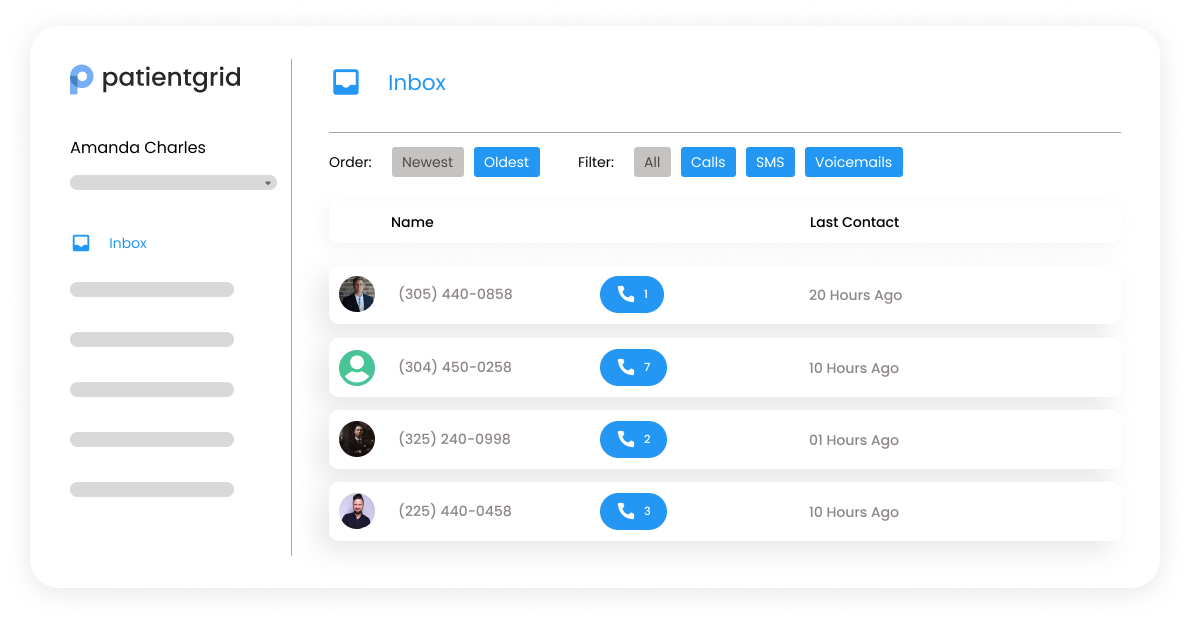 patientgrid
Amanda Charles
Inbox
Inbox
Order: Newest Oldest Filter: All Calls SMS Voicemails
Name Last Contact
(305) 440-0858 1 20 Hours Ago
(304) 450-0258 7 10 Hours Ago
(325) 240-0998 2 01 Hours Ago
(225) 440-0458 3 10 Hours Ago